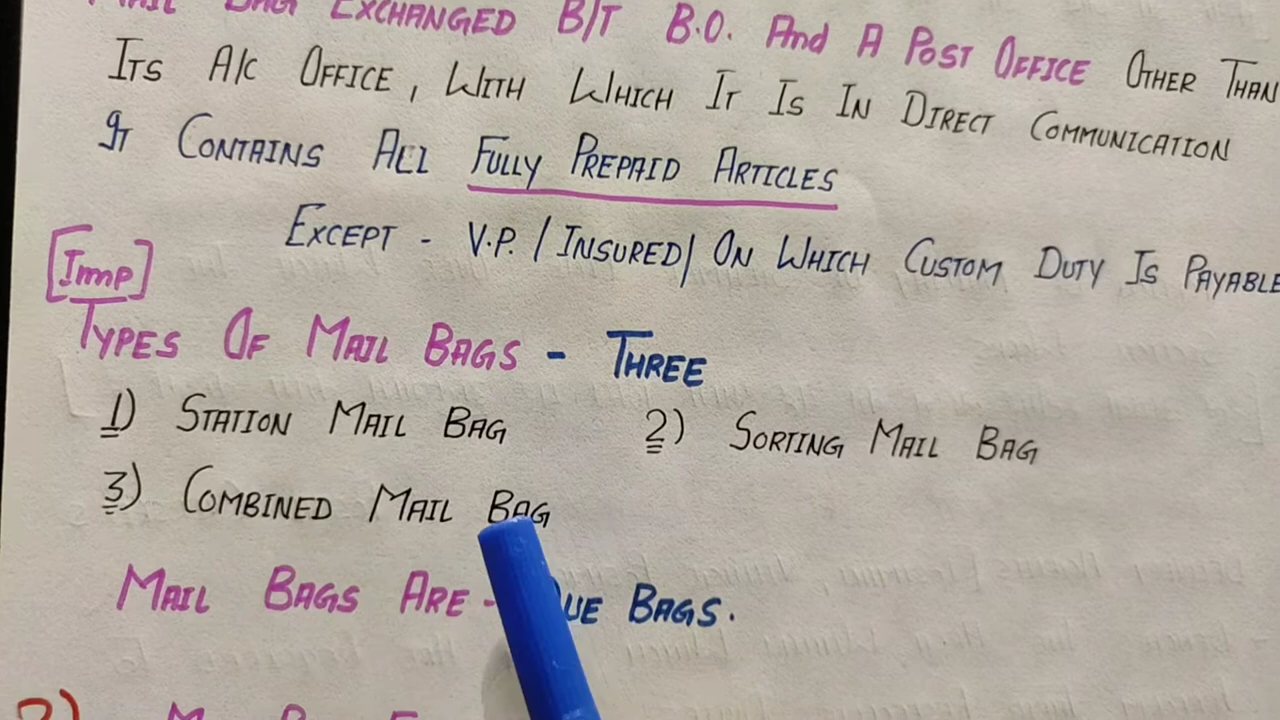 MAIL BAG EXCHANGED B/T B.O. And A POST OFFICE OTHER THAN
ITS A/C OFFICE, WITH WHICH IT IS IN DIRECT COMMUNICATION
IT CONTAINS ALL FULLY PREPAID ARTICLES
EXCEPT - V.P. / INSURED/ ON WHICH CUSTOM DUTY IS PAYABLE
[Imp]
TYPES OF MAIL BAGS - THREE
1) STATION MAIL BAG 2) SORTING MAIL BAG
3) COMBINED MAIL BAG
MAIL BAGS ARE - BAGS.